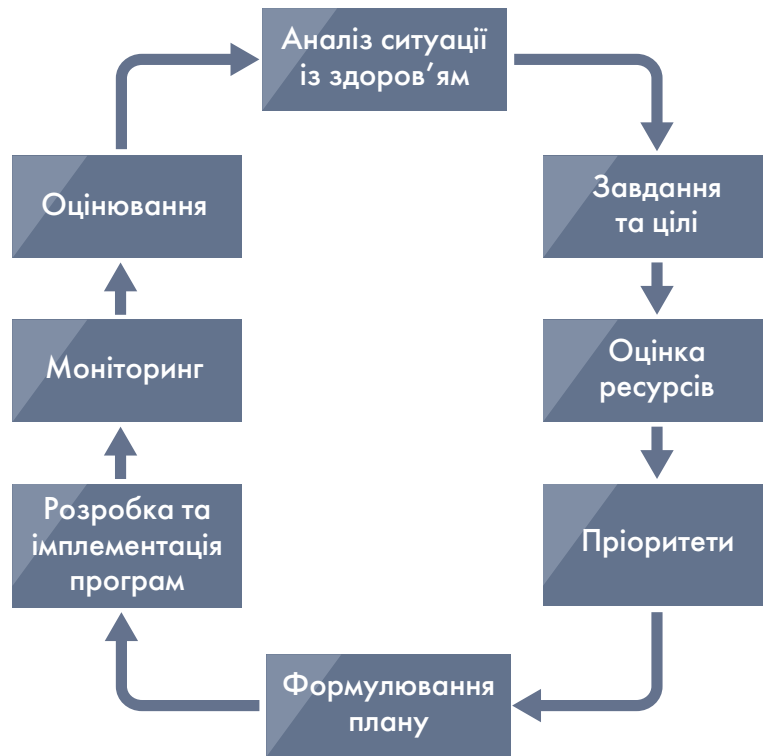 Аналіз ситуації
із здоров’ям
Завдання
та цілі
Оцінка
ресурсів
Пріоритети
Формулювання
плану
Розробка та
імплементація
програм
Моніторинг
Оцінювання